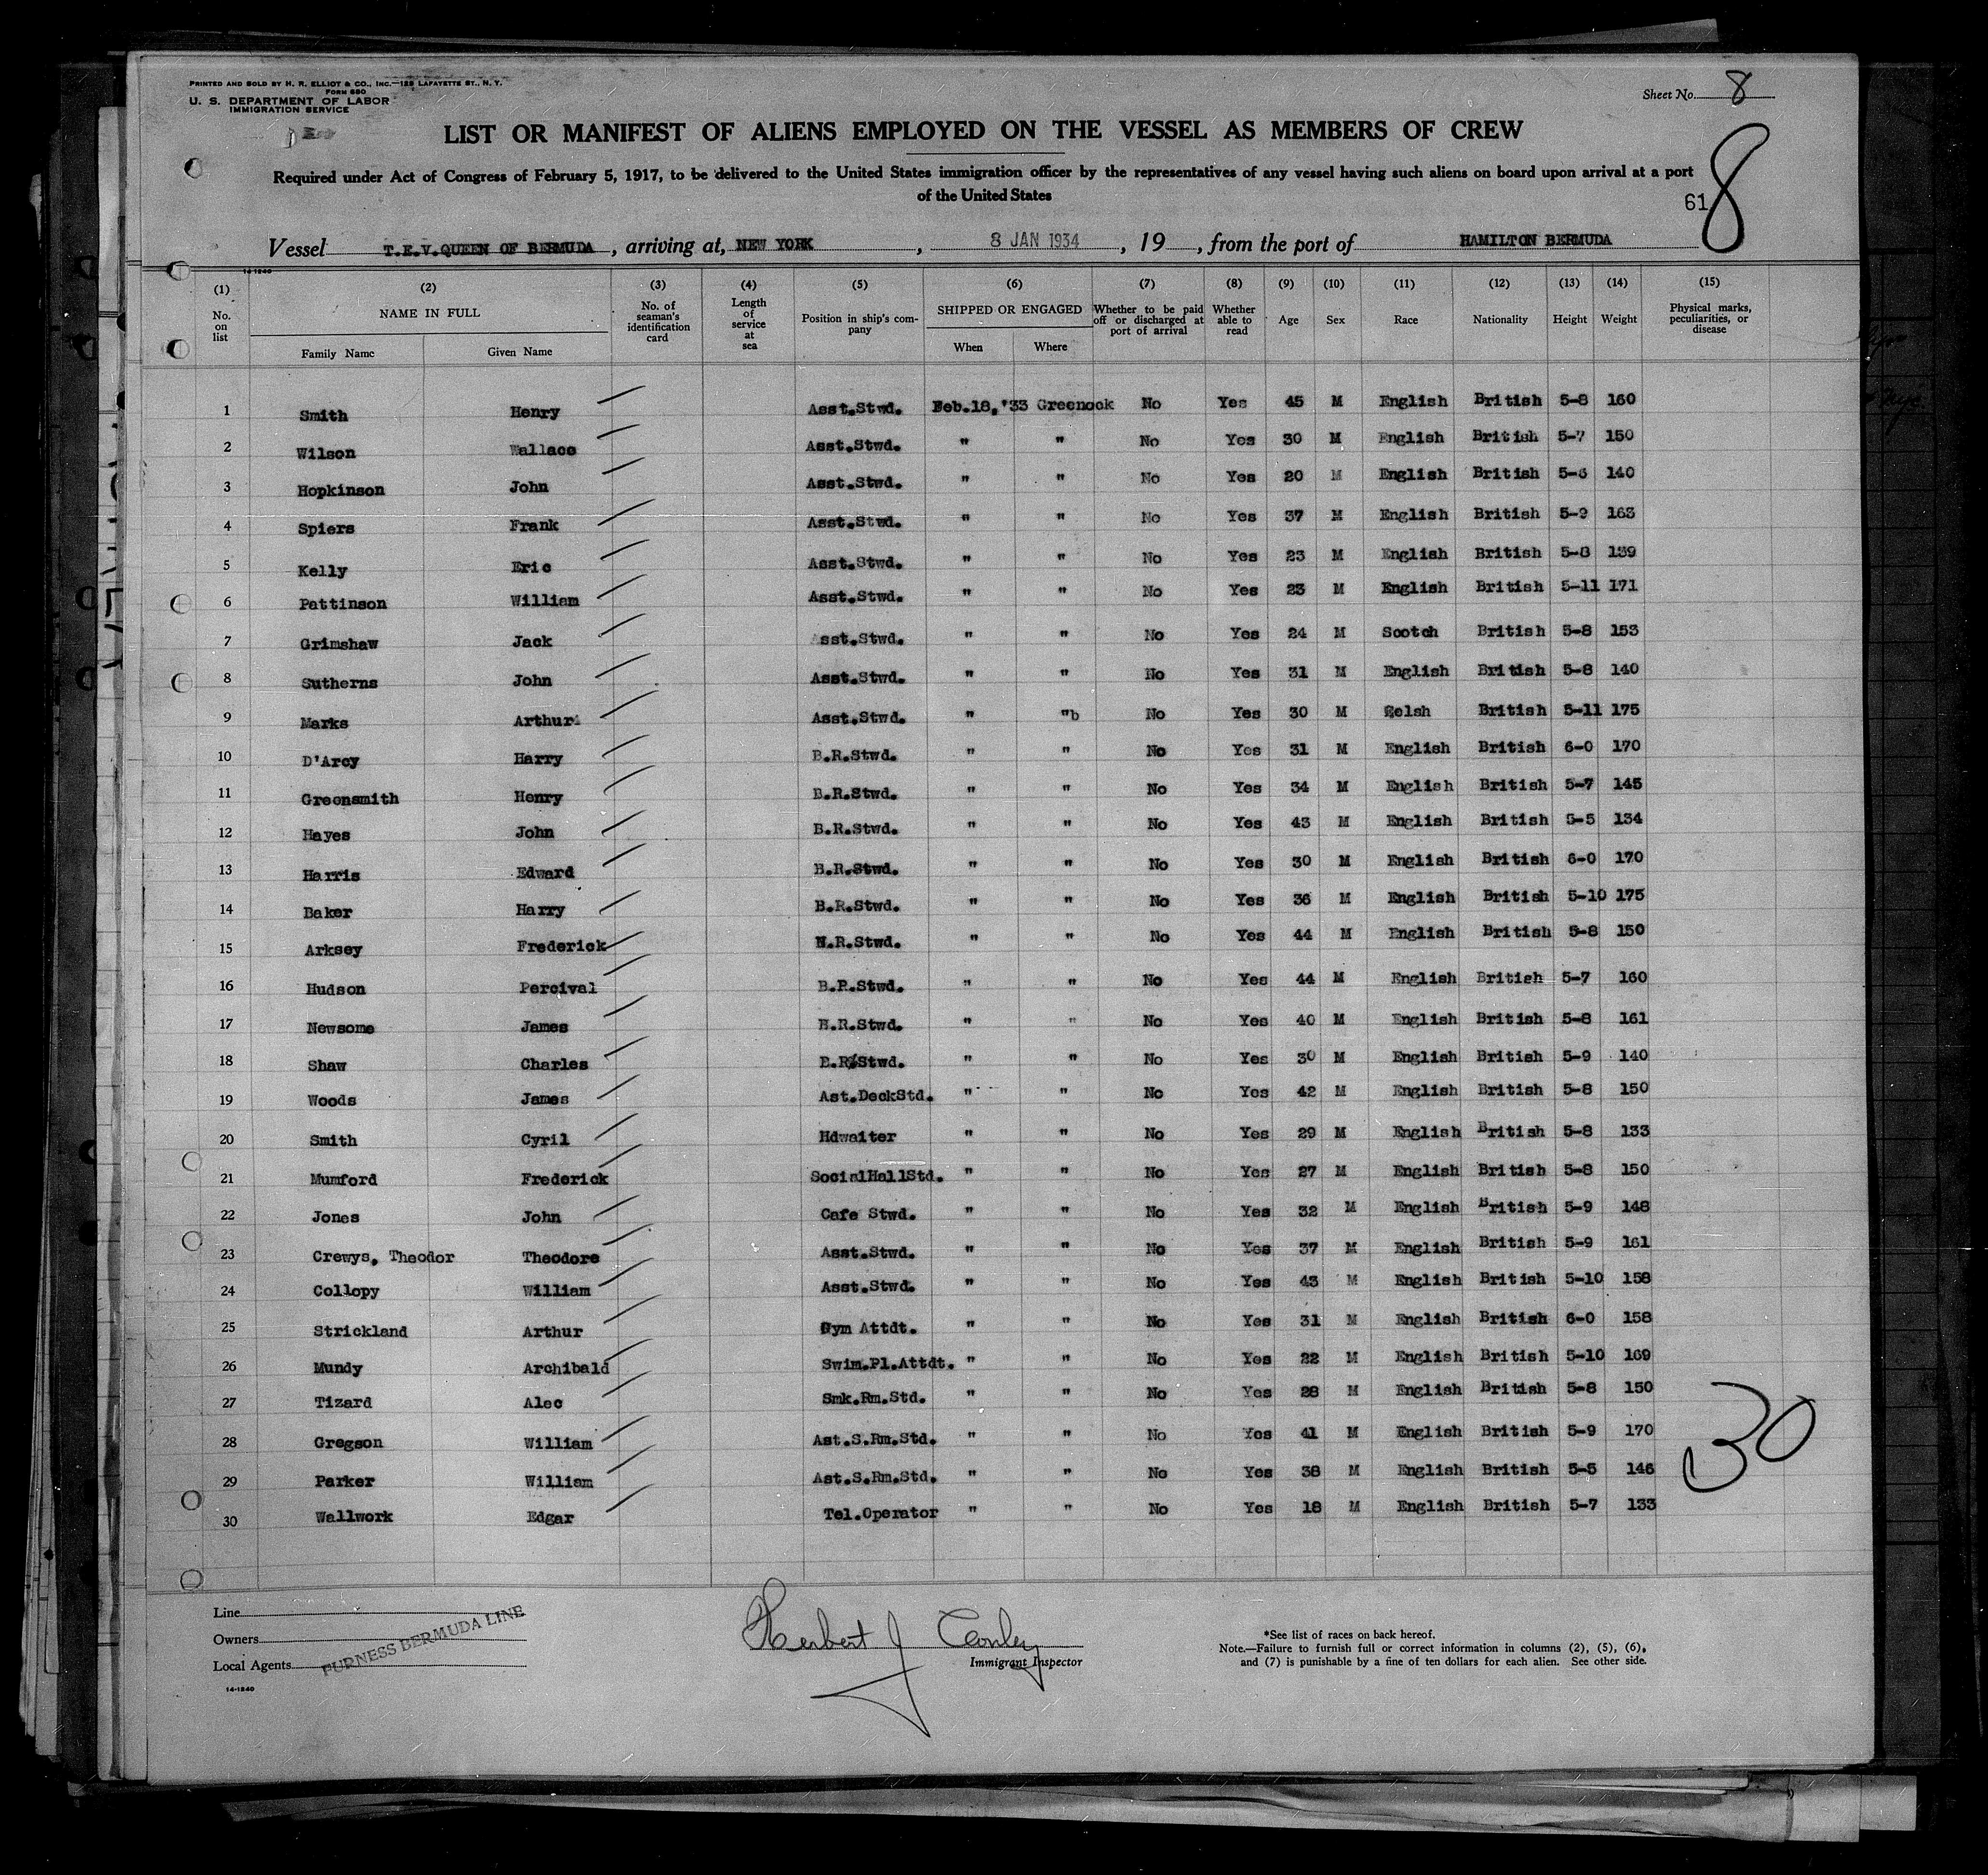 PRINTED AND SOLD BY H. R. ELLIOT & CO., INC.—129 LAFAYETTE ST., N. Y.
FORM 680
U. S. DEPARTMENT OF LABOR
IMMIGRATION SERVICE
Sheet No. 8
LIST OR MANIFEST OF ALIENS EMPLOYED ON THE VESSEL AS MEMBERS OF CREW
8
Required under Act of Congress of February 5, 1917, to be delivered to the United States immigration officer by the representatives of any vessel having such aliens on board upon arrival at a port
of the United States
61
Vessel T.E.V.QUEEN OF BERMUDA, arriving at, NEW YORK, 8 JAN 1934, 19 , from the port of HAMILTON BERMUDA
14-1240
(1) (2) (3) (4) (5) (6) (7) (8) (9) (10) (11) (12) (13) (14) (15)
No. on list NAME IN FULL Family Name Given Name No. of seaman's identification card Length of service at sea Position in ship's company SHIPPED OR ENGAGED When Where Whether to be paid off or discharged at port of arrival Whether able to read Age Sex Race Nationality Height Weight Physical marks, peculiarities, or disease
1 Smith Henry Asst.Stwd. Feb.18,'33 Greenock No Yes 45 M English British 5-8 160
2 Wilson Wallace Asst.Stwd. " " No Yes 30 M English British 5-7 150
3 Hopkinson John Asst.Stwd. " " No Yes 20 M English British 140
4 Spiers Frank Asst.Stwd. " " No Yes 37 M English British 5-9 163
5 Kelly Eric Asst.Stwd. " " No Yes 23 M English British 5-8 139
6 Pattinson William Asst.Stwd. " " No Yes 23 M English British 5-11 171
7 Grimshaw Jack Asst.Stwd. " " No Yes 24 M Scotch British 5-8 153
8 Sutherns John Asst.Stwd. " " No Yes 31 M English British 5-8 140
9 Marks Arthur Asst.Stwd. " "b No Yes 30 M Welsh British 5-11 175
10 D'Arcy Harry B.R.Stwd. " " No Yes 31 M English British 6-0 170
11 Greensmith Henry B.R.Stwd. " " No Yes 34 M English British 5-7 145
12 Hayes John B.R.Stwd. " " No Yes 43 M English British 5-5 134
13 Harris Edward B.R.Stwd. " " No Yes 30 M English British 6-0 170
14 Baker Harry B.R.Stwd. " " No Yes 36 M English British 5-10 175
15 Arksey Frederick N.R.Stwd. " " No Yes 44 M English British 5-8 150
16 Hudson Percival B.R.Stwd. " " No Yes 44 M English British 5-7 160
17 Newsome James B.R.Stwd. " " No Yes 40 M English British 5-8 161
18 Shaw Charles B.R.Stwd. " " No Yes 30 M English British 5-9 140
19 Woods James Ast.DeckStd. " " No Yes 42 M English British 5-8 150
20 Smith Cyril Hdwaiter " " No Yes 29 M English British 5-8 133
21 Mumford Frederick SocialHallStd. " " No Yes 27 M English British 5-8 150
22 Jones John Cafe Stwd. " " No Yes 32 M English British 5-9 148
23 Crewys, Theodor Theodore Asst.Stwd. " " No Yes 37 M English British 5-9 161
24 Collopy William Asst.Stwd. " " No Yes 43 M English British 5-10 158
25 Strickland Arthur Gym Attdt. " " No Yes 31 M English British 6-0 158
26 Mundy Archibald Swim.Pl.Attdt. " " No Yes 22 M English British 5-10 169
27 Tizard Alec Smk.Rm.Std. " " No Yes 28 M English British 5-8 150
28 Gregson William Ast.S.Rm.Std. " " No Yes 41 M English British 5-9 170
29 Parker William Ast.S.Rm.Std. " " No Yes 38 M English British 5-5 146
30 Wallwork Edgar Tel.Operator " " No Yes 18 M English British 5-7 133
30
Line
Owners
Local Agents
FURNESS BERMUDA LINE
14-1240
Herbert J Conley
Immigrant Inspector
*See list of races on back hereof.
Note.—Failure to furnish full or correct information in columns (2), (5), (6),
and (7) is punishable by a fine of ten dollars for each alien. See other side.